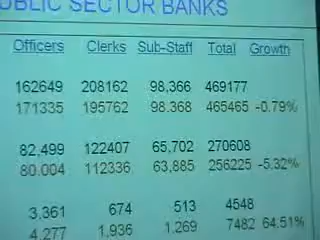 PUBLIC SECTOR BANKS
Officers Clerks Sub-Staff Total Growth
162649 208162 98,366 469177
171335 195762 98.368 465465 -0.79%
82,499 122407 65,702 270608
80.004 112336 63,885 256225 -5.32%
3,361 674 513 4548
4,277 1,936 1,269 7482 64.51%